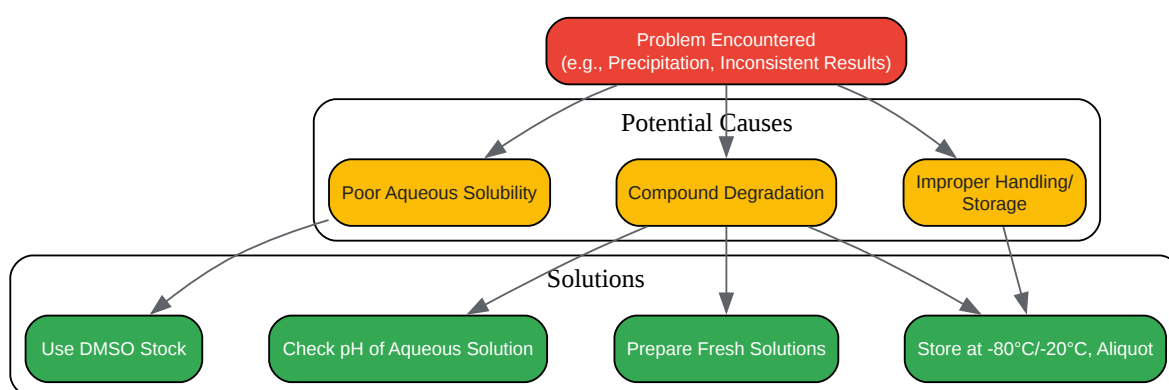 Problem Encountered
(e.g., Precipitation, Inconsistent Results)
Potential Causes
Poor Aqueous Solubility
Compound Degradation
Improper Handling/
Storage
Solutions
Use DMSO Stock
Check pH of Aqueous Solution
Prepare Fresh Solutions
Store at -80°C/-20°C, Aliquot